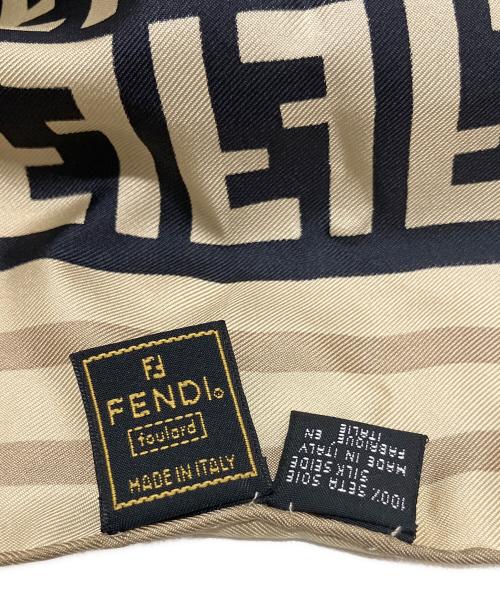 FENDI®
foulard
MADE IN ITALY
100% SETA SOIE
SILK SEIDE
MADE IN ITALY
FABRIQUE, EN
ITALIE